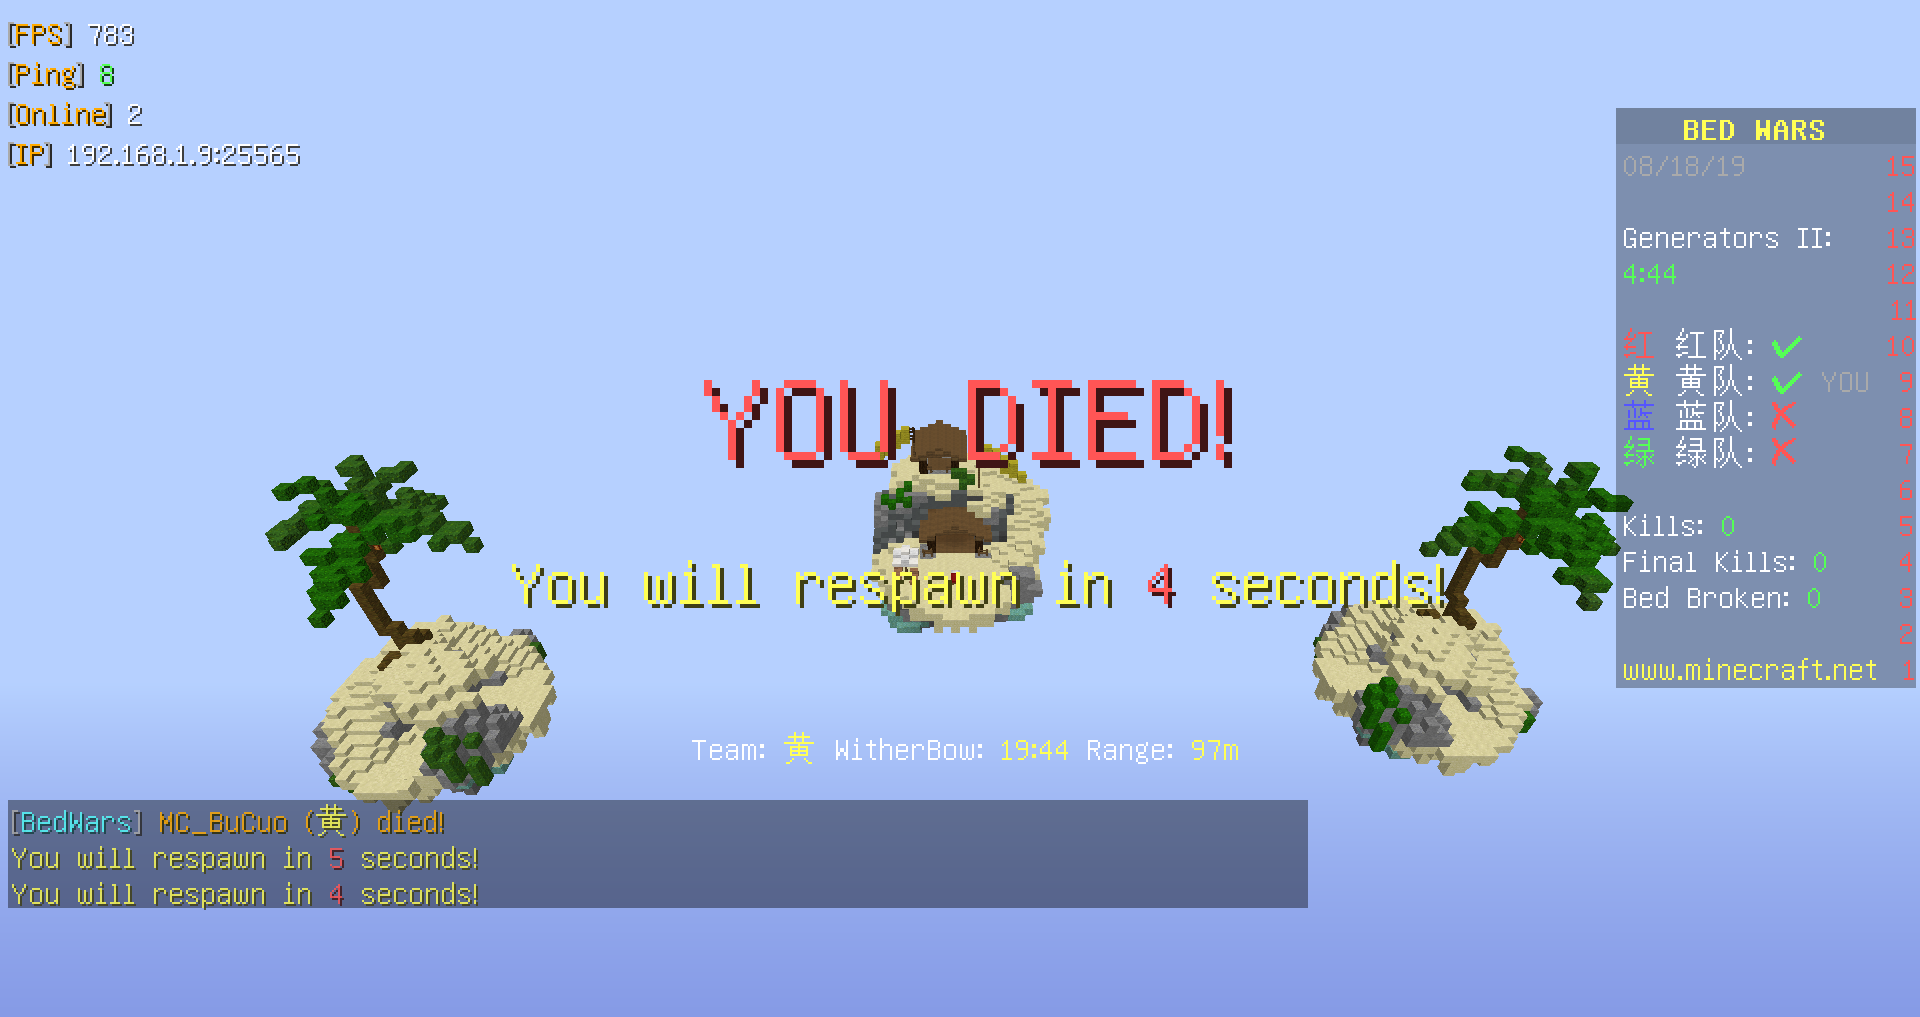 [FPS] 783
[Ping] 8
[Online] 2
[IP] 192.168.1.9:25565
BED WARS
08/18/19 15
14
Generators II: 13
4:44 12
11
红 红队: ✓ 10
黄 黄队: ✓ YOU 9
蓝 蓝队: ✗ 8
绿 绿队: ✗ 7
6
Kills: 0 5
Final Kills: 0 4
Bed Broken: 0 3
2
www.minecraft.net 1
YOU DIED!
You will respawn in 4 seconds!
Team: 黄 WitherBow: 19:44 Range: 97m
[BedWars] MC_BuCuo (黄) died!
You will respawn in 5 seconds!
You will respawn in 4 seconds!